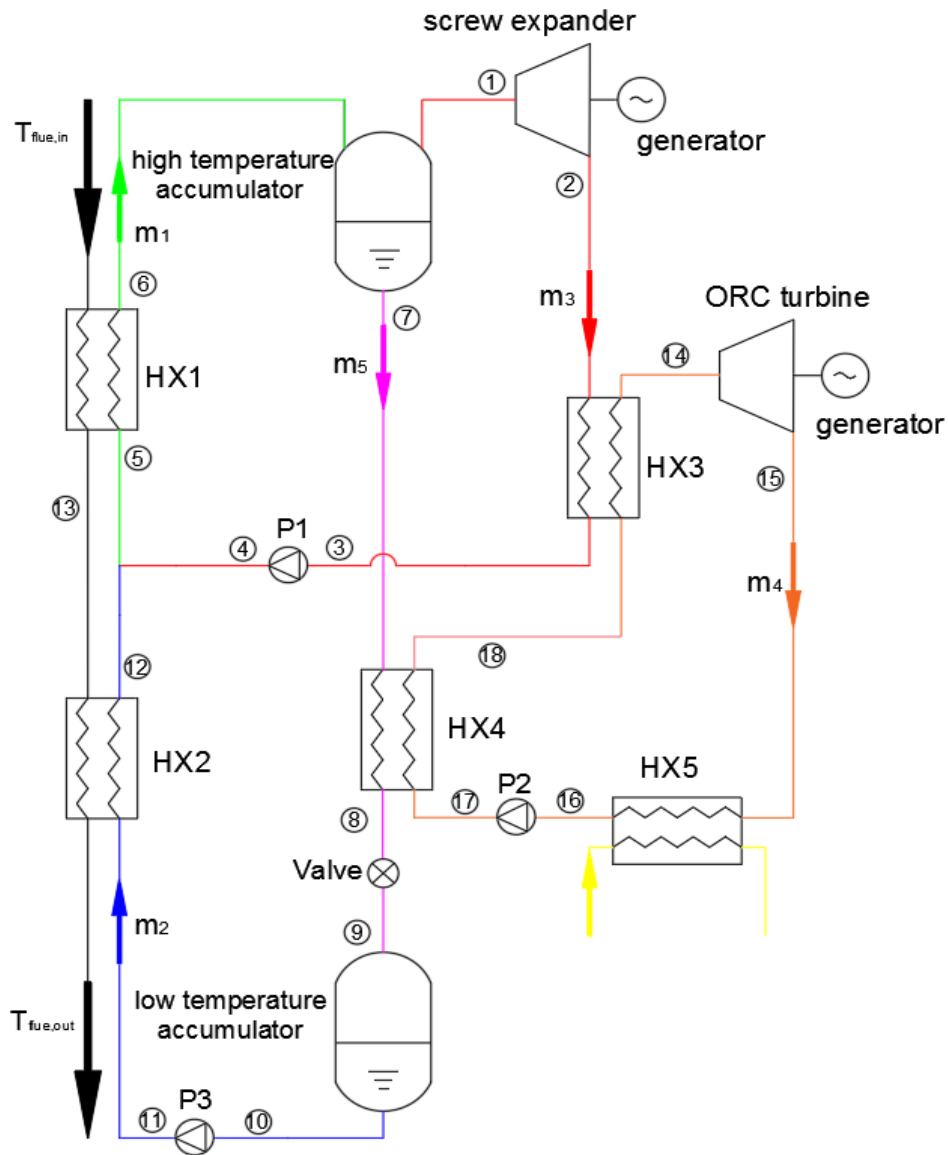 screw expander
①
generator
T flue,in
high temperature
accumulator
②
m1
m3
⑥
ORC turbine
⑦
HX1
m5
⑭
generator
HX3
⑤
⑬
⑮
P1
④
③
m4
⑱
⑫
HX4
HX2
HX5
P2
⑰
⑯
⑧
Valve
m2
⑨
T flue,out
low temperature
accumulator
P3
⑪
⑩